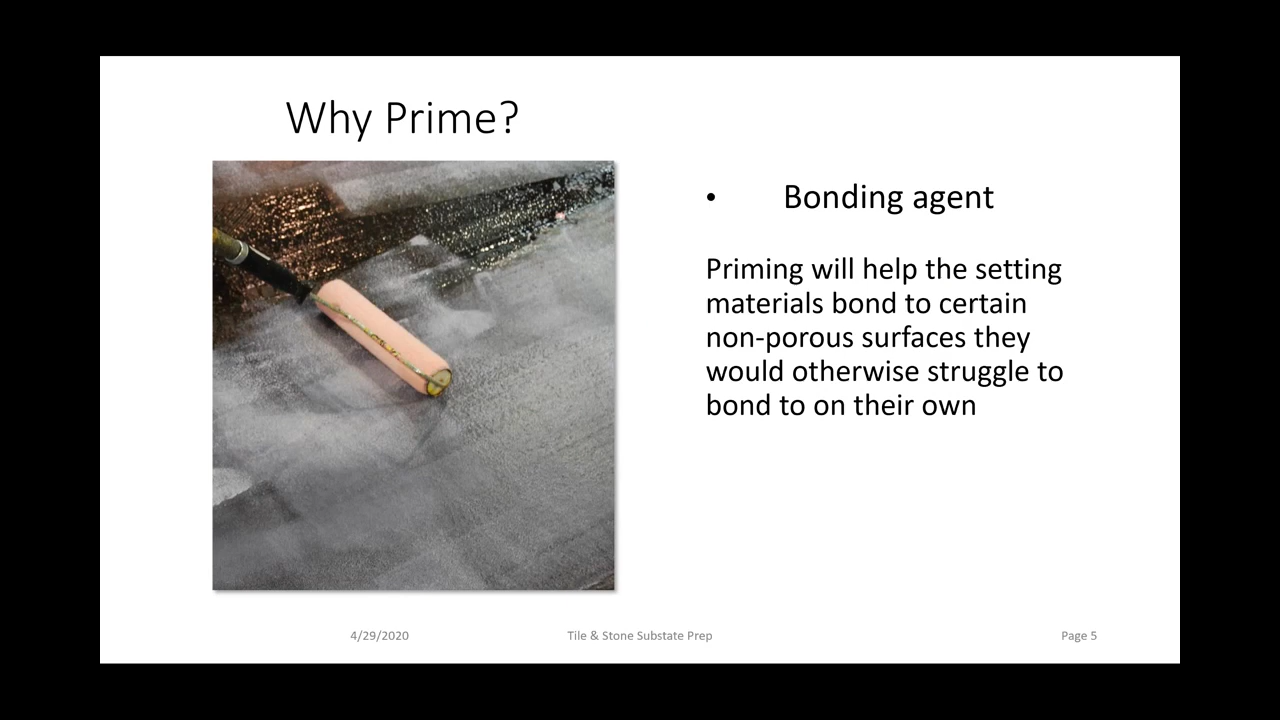 Why Prime?
• Bonding agent
Priming will help the setting
materials bond to certain
non-porous surfaces they
would otherwise struggle to
bond to on their own
4/29/2020
Tile & Stone Substate Prep
Page 5